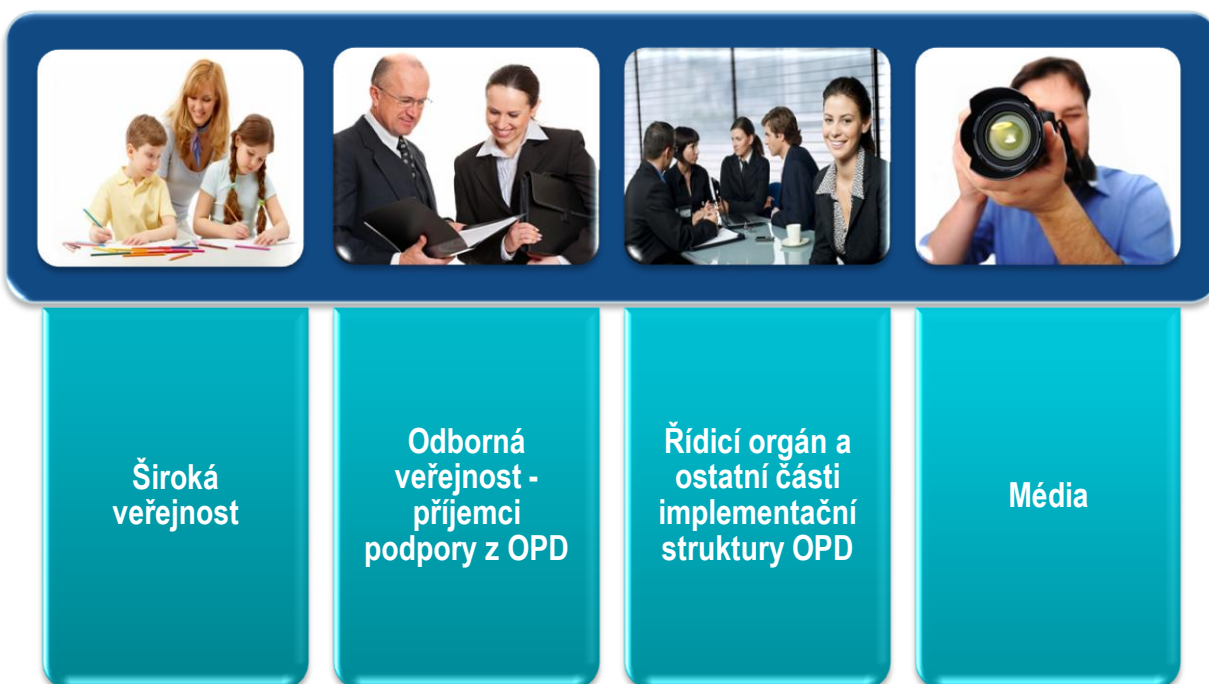 Široká
veřejnost
Odborná
veřejnost -
příjemci
podpory z OPD
Řídicí orgán a
ostatní části
implementační
struktury OPD
Média